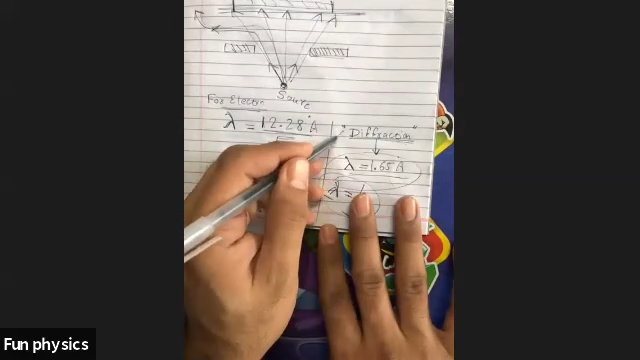 Source
For Electron
λ = 12.28 Å
"Diffraction"
λ = 1.65 Å
λ =
Fun physics